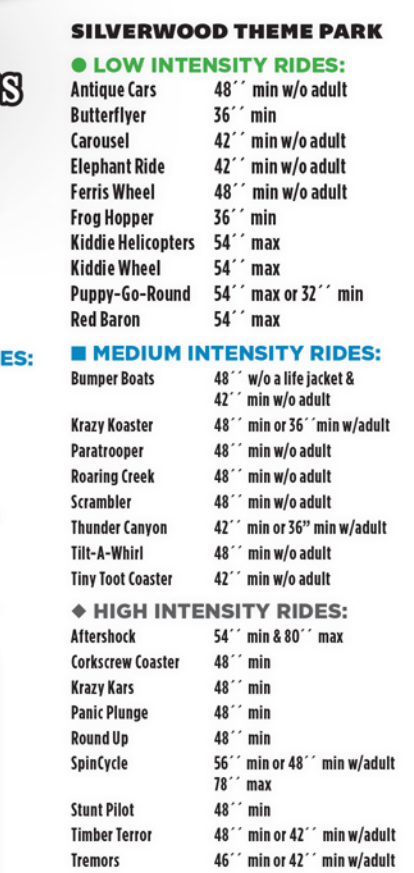 S
SILVERWOOD THEME PARK
● LOW INTENSITY RIDES:
Antique Cars 48´´ min w/o adult
Butterflyer 36´´ min
Carousel 42´´ min w/o adult
Elephant Ride 42´´ min w/o adult
Ferris Wheel 48´´ min w/o adult
Frog Hopper 36´´ min
Kiddie Helicopters 54´´ max
Kiddie Wheel 54´´ max
Puppy-Go-Round 54´´ max or 32´´ min
Red Baron 54´´ max
ES:
■ MEDIUM INTENSITY RIDES:
Bumper Boats 48´´ w/o a life jacket &
42´´ min w/o adult
Krazy Koaster 48´´ min or 36´´min w/adult
Paratrooper 48´´ min w/o adult
Roaring Creek 48´´ min w/o adult
Scrambler 48´´ min w/o adult
Thunder Canyon 42´´ min or 36” min w/adult
Tilt-A-Whirl 48´´ min w/o adult
Tiny Toot Coaster 42´´ min w/o adult
◆ HIGH INTENSITY RIDES:
Aftershock 54´´ min & 80´´ max
Corkscrew Coaster 48´´ min
Krazy Kars 48´´ min
Panic Plunge 48´´ min
Round Up 48´´ min
SpinCycle 56´´ min or 48´´ min w/adult
78´´ max
Stunt Pilot 48´´ min
Timber Terror 48´´ min or 42´´ min w/adult
Tremors 46´´ min or 42´´ min w/adult